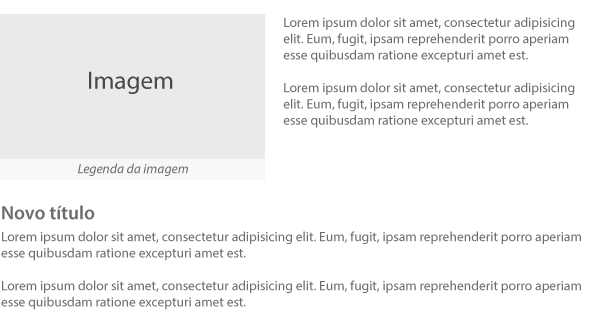 Imagem
Legenda da imagem
Lorem ipsum dolor sit amet, consectetur adipisicing
elit. Eum, fugit, ipsam reprehenderit porro aperiam
esse quibusdam ratione excepturi amet est.
Lorem ipsum dolor sit amet, consectetur adipisicing
elit. Eum, fugit, ipsam reprehenderit porro aperiam
esse quibusdam ratione excepturi amet est.
Novo título
Lorem ipsum dolor sit amet, consectetur adipisicing elit. Eum, fugit, ipsam reprehenderit porro aperiam
esse quibusdam ratione excepturi amet est.
Lorem ipsum dolor sit amet, consectetur adipisicing elit. Eum, fugit, ipsam reprehenderit porro aperiam
esse quibusdam ratione excepturi amet est.